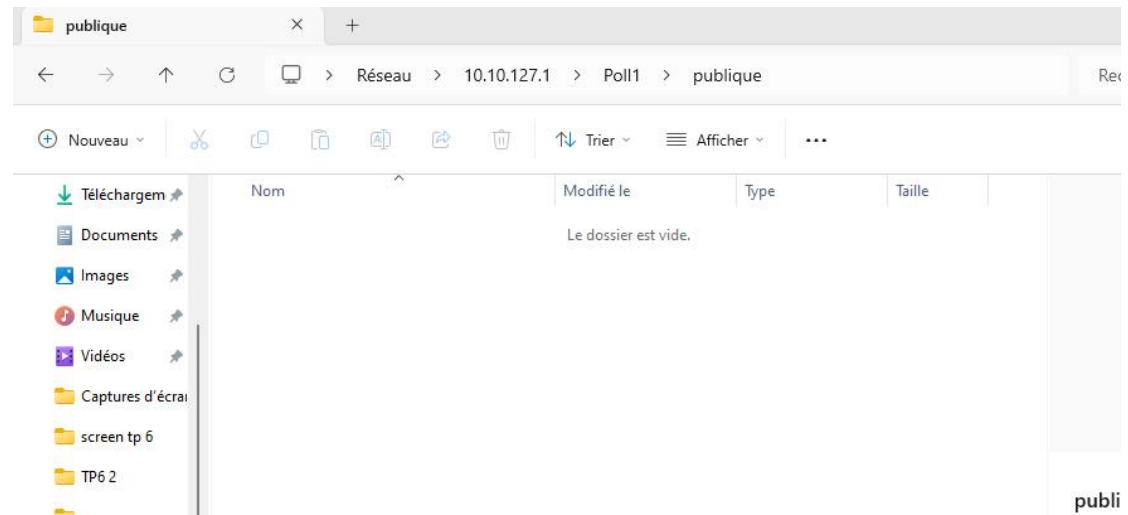 publique
Réseau > 10.10.127.1 > Poll1 > publique
Nouveau Trier Afficher
Nom Modifié le Type Taille
Le dossier est vide.
Téléchargem
Documents
Images
Musique
Vidéos
Captures d'écra
screen tp 6
TP6 2
publi